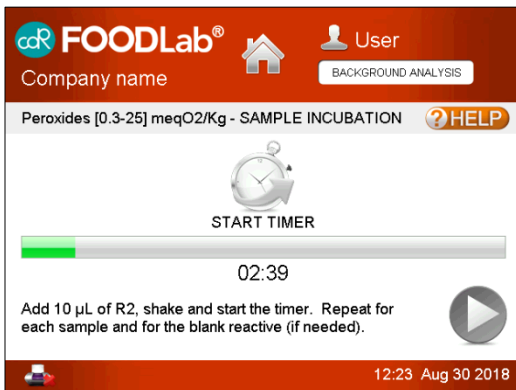 cdR FOODLab®
User
Company name
BACKGROUND ANALYSIS
Peroxides [0.3-25] meqO2/Kg - SAMPLE INCUBATION
?HELP
START TIMER
02:39
Add 10 µL of R2, shake and start the timer. Repeat for
each sample and for the blank reactive (if needed).
12:23 Aug 30 2018